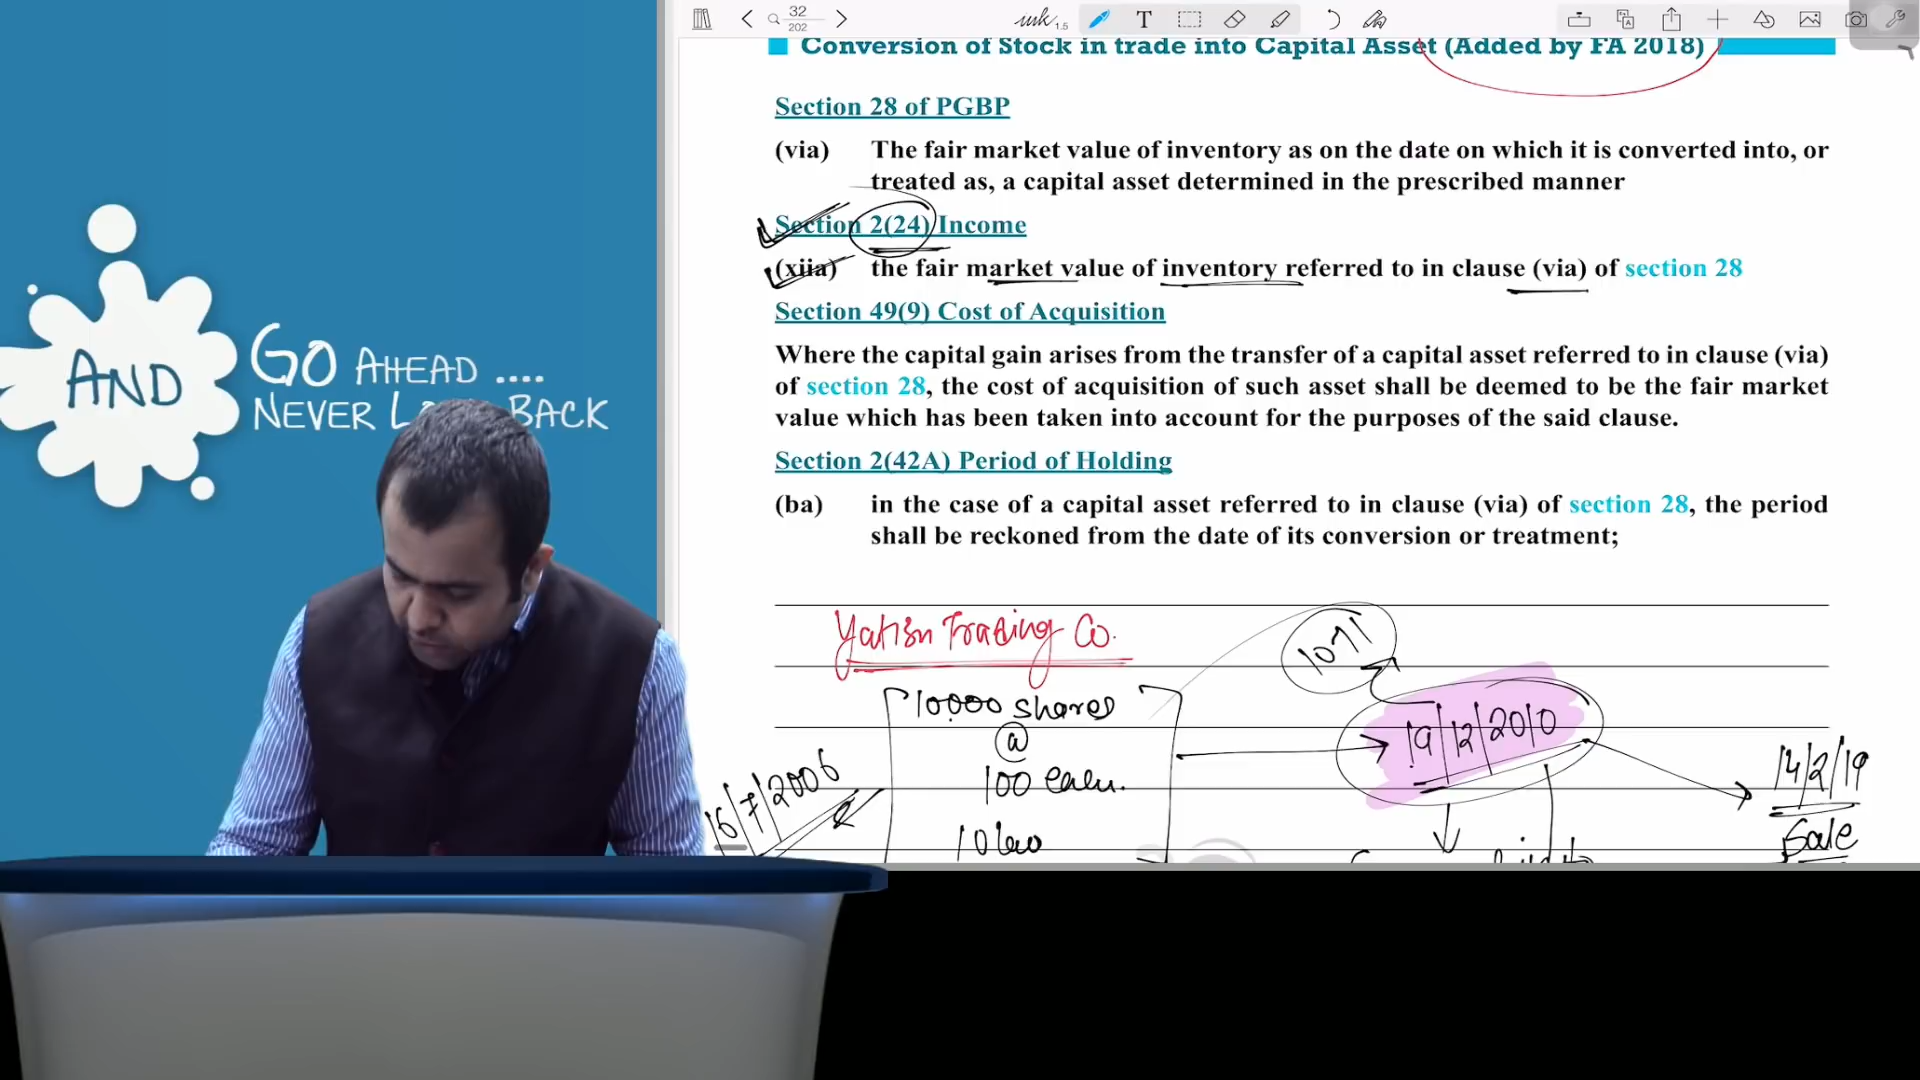 32
202
ink 1.5
T
Conversion of Stock in trade into Capital Asset (Added by FA 2018)
Section 28 of PGBP
(via) The fair market value of inventory as on the date on which it is converted into, or
treated as, a capital asset determined in the prescribed manner
Section 2(24) Income
(xiia) the fair market value of inventory referred to in clause (via) of section 28
Section 49(9) Cost of Acquisition
Where the capital gain arises from the transfer of a capital asset referred to in clause (via)
of section 28, the cost of acquisition of such asset shall be deemed to be the fair market
value which has been taken into account for the purposes of the said clause.
Section 2(42A) Period of Holding
(ba) in the case of a capital asset referred to in clause (via) of section 28, the period
shall be reckoned from the date of its conversion or treatment;
Yatish Trading Co.
1071
10,000 shares
@
100 each.
19/12/2010
16/7/2006
14/2/19
Sale
AND
GO AHEAD ....
NEVER L BACK